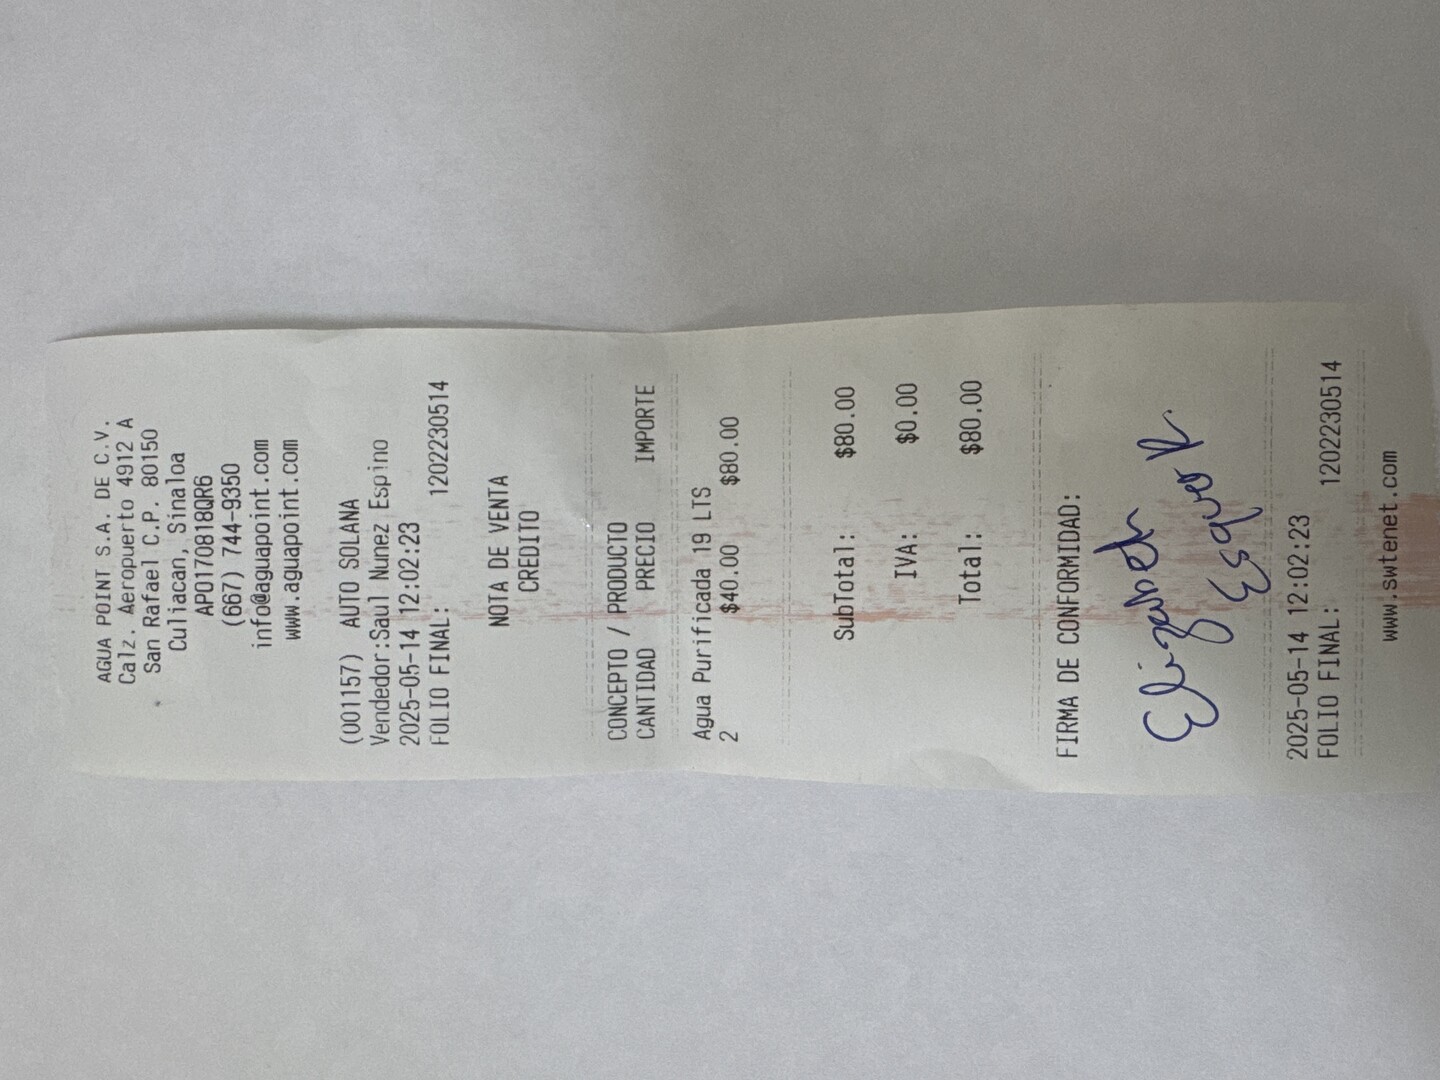 AGUA POINT S.A. DE C.V.
Calz. Aeropuerto 4912 A
San Rafael C.P. 80150
Culiacan, Sinaloa
APO170818QR6
(667) 744-9350
info@aguapoint.com
www.aguapoint.com
(001157) AUTO SOLANA
Vendedor:Saul Nunez Espino
2025-05-14 12:02:23
FOLIO FINAL: 1202230514
NOTA DE VENTA
CREDITO
CONCEPTO / PRODUCTO
CANTIDAD PRECIO IMPORTE
Agua Purificada 19 LTS
2 $40.00 $80.00
SubTotal: $80.00
IVA: $0.00
Total: $80.00
FIRMA DE CONFORMIDAD:
Elizabeth
Esquer R.
2025-05-14 12:02:23
FOLIO FINAL: 1202230514
www.swtenet.com